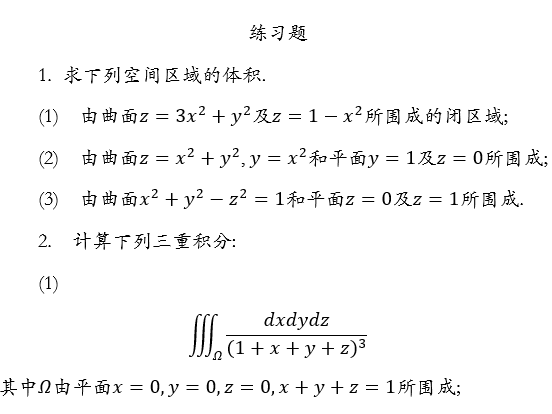 练习题
1. 求下列空间区域的体积.
(1) 由曲面z = 3x² + y²及z = 1 − x²所围成的闭区域;
(2) 由曲面z = x² + y², y = x²和平面y = 1及z = 0所围成;
(3) 由曲面x² + y² − z² = 1和平面z = 0及z = 1所围成.
2. 计算下列三重积分:
(1)
∭_Ω dxdydz/(1 + x + y + z)³
其中Ω由平面x = 0, y = 0, z = 0, x + y + z = 1所围成;